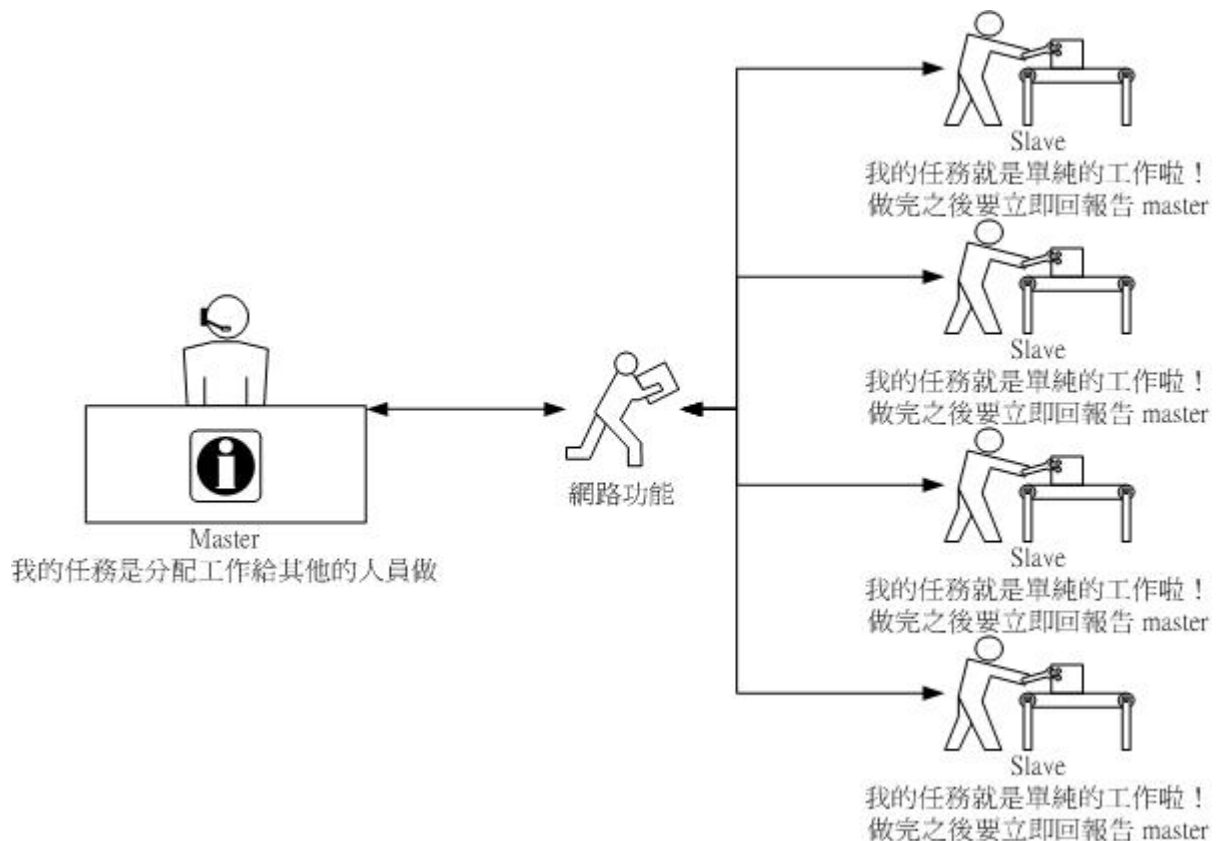 Master
我的任務是分配工作給其他的人員做
網路功能
Slave
我的任務就是單純的工作啦！
做完之後要立即回報告 master
Slave
我的任務就是單純的工作啦！
做完之後要立即回報告 master
Slave
我的任務就是單純的工作啦！
做完之後要立即回報告 master
Slave
我的任務就是單純的工作啦！
做完之後要立即回報告 master